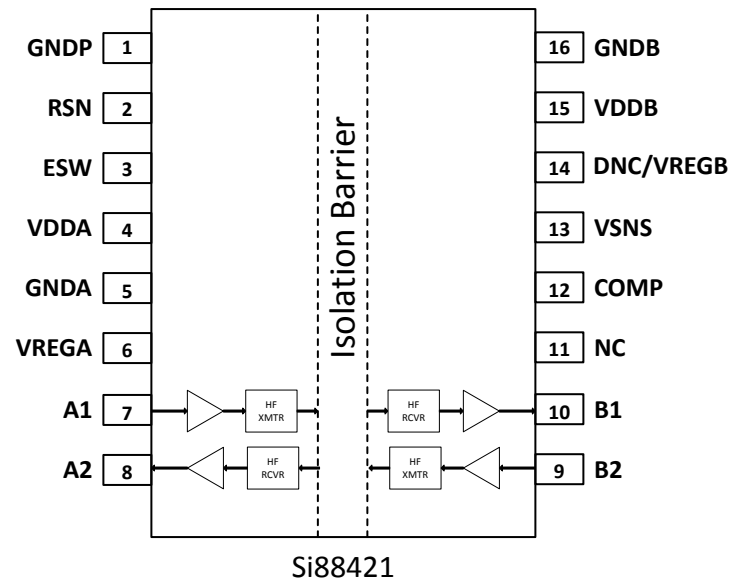 GNDP 1
RSN 2
ESW 3
VDDA 4
GNDA 5
VREGA 6
A1 7
A2 8
HF
XMTR
HF
RCVR
Isolation Barrier
HF
RCVR
HF
XMTR
16 GNDB
15 VDDB
14 DNC/VREGB
13 VSNS
12 COMP
11 NC
10 B1
9 B2
Si88421